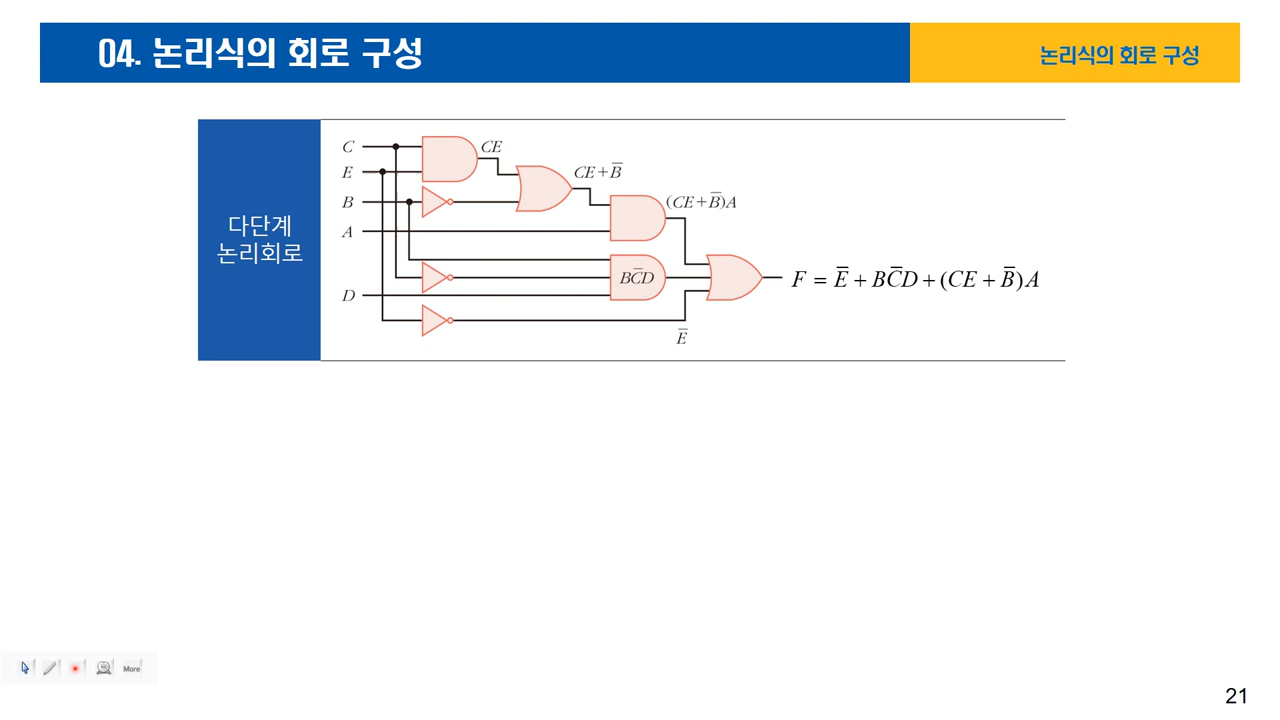 04. 논리식의 회로 구성
논리식의 회로 구성
다단계
논리회로
C
E
B
A
D
CE
CE+B̅
(CE+B̅)A
BC̅D
E̅
F = E̅ + BC̅D + (CE + B̅)A
More
21